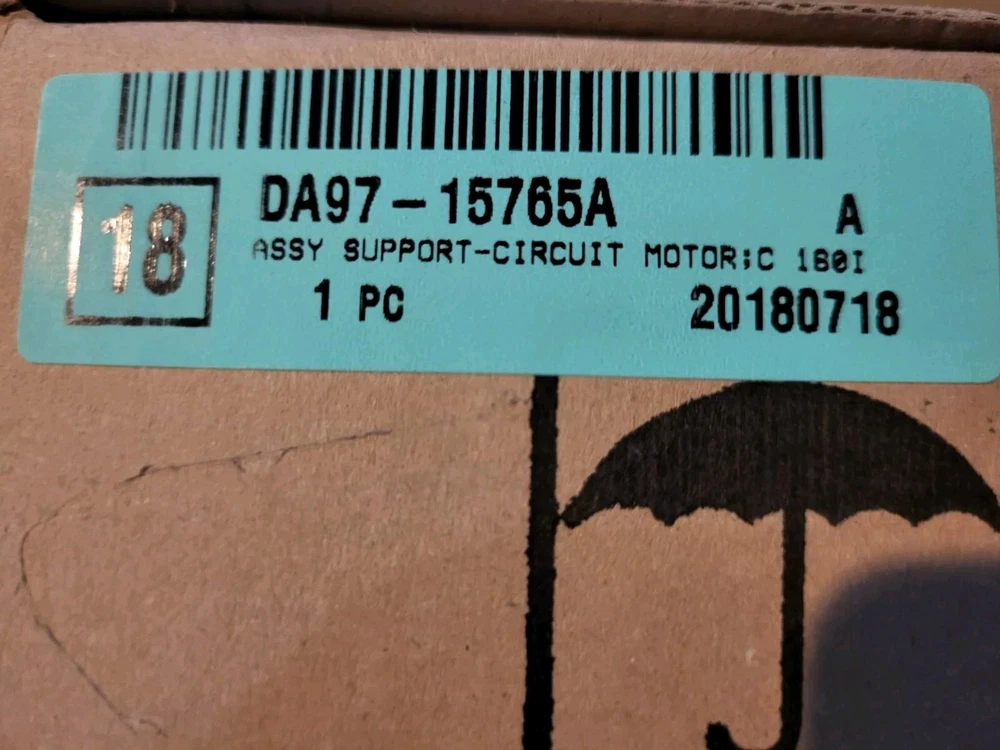 DA97-15765A A
18
ASSY SUPPORT-CIRCUIT MOTOR;C 160I
1 PC 20180718